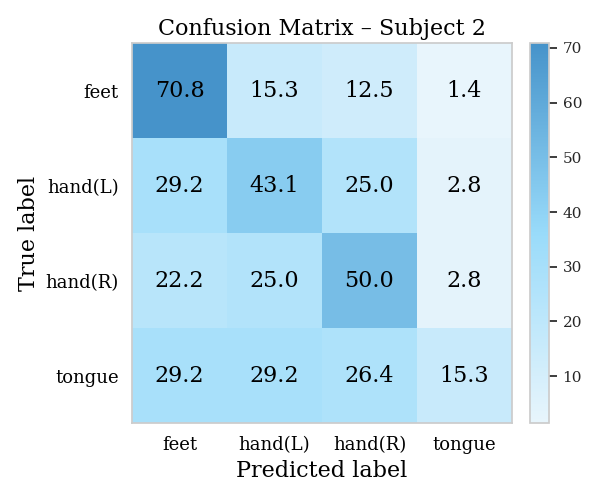 Confusion Matrix – Subject 2
feet 70.8 15.3 12.5 1.4
hand(L) 29.2 43.1 25.0 2.8
hand(R) 22.2 25.0 50.0 2.8
tongue 29.2 29.2 26.4 15.3
feet hand(L) hand(R) tongue
Predicted label
True label
70
60
50
40
30
20
10